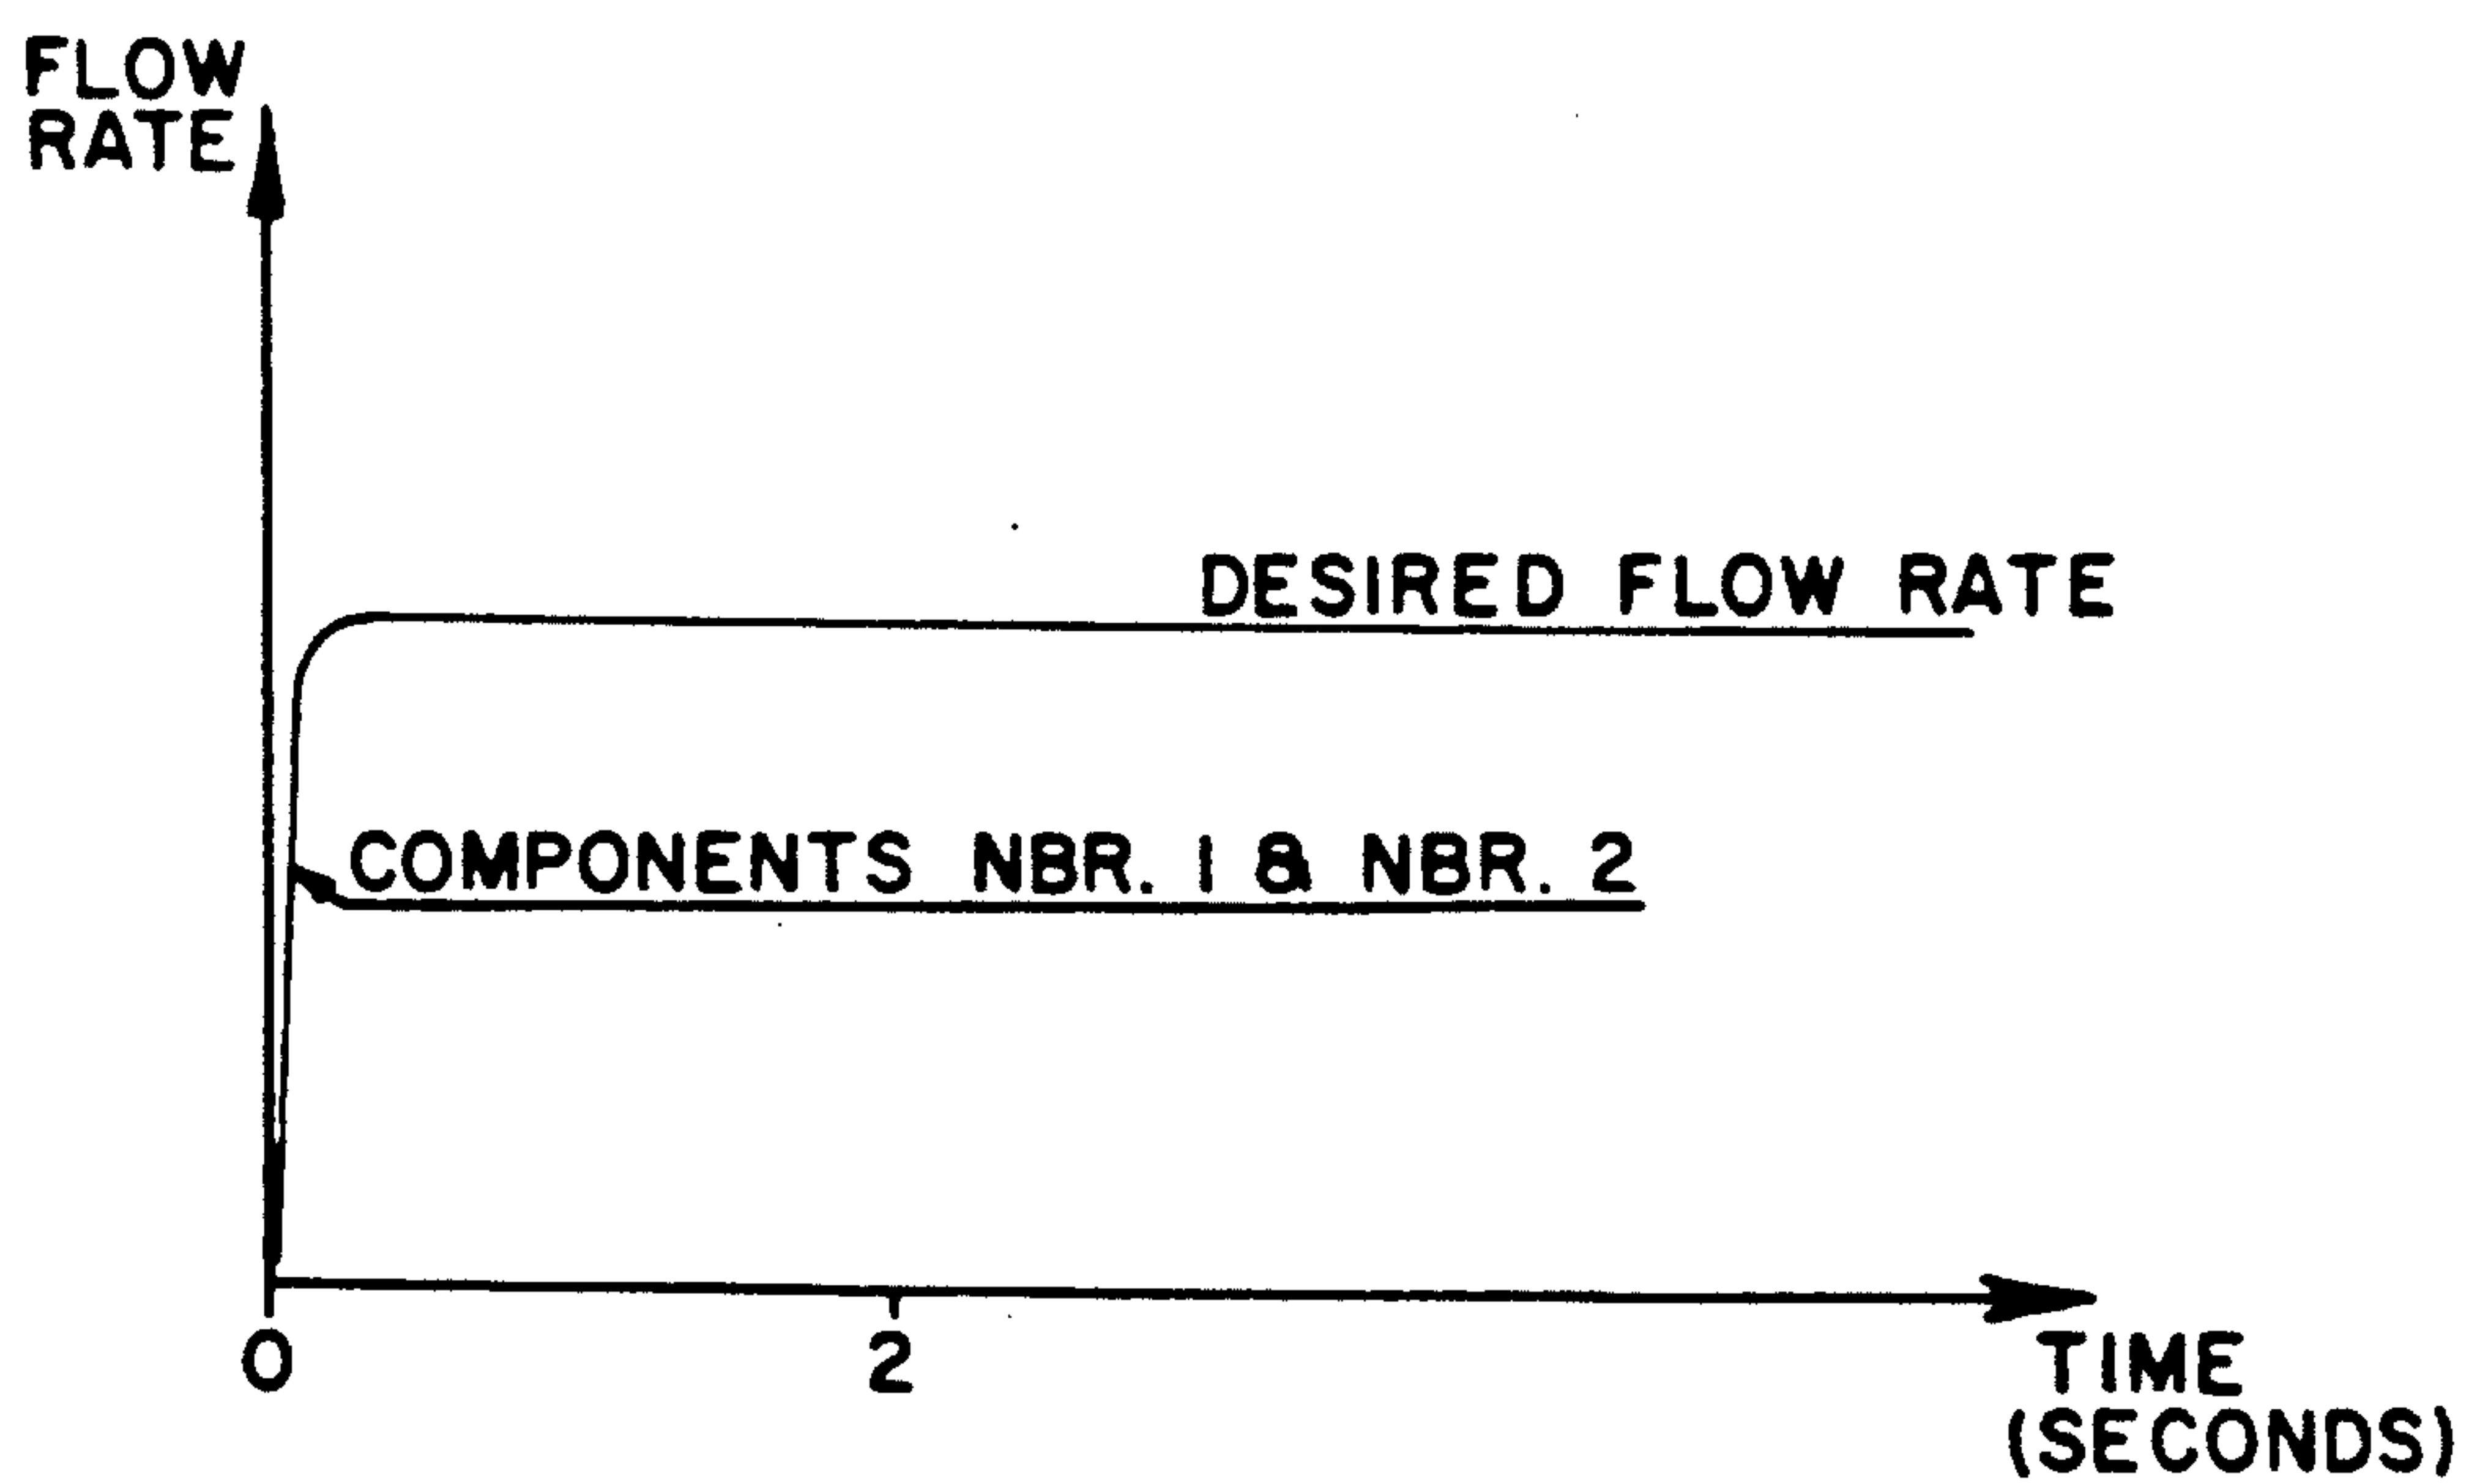 FLOW
RATE
DESIRED FLOW RATE
COMPONENTS NBR. 1 & NBR. 2
0
2
TIME
(SECONDS)